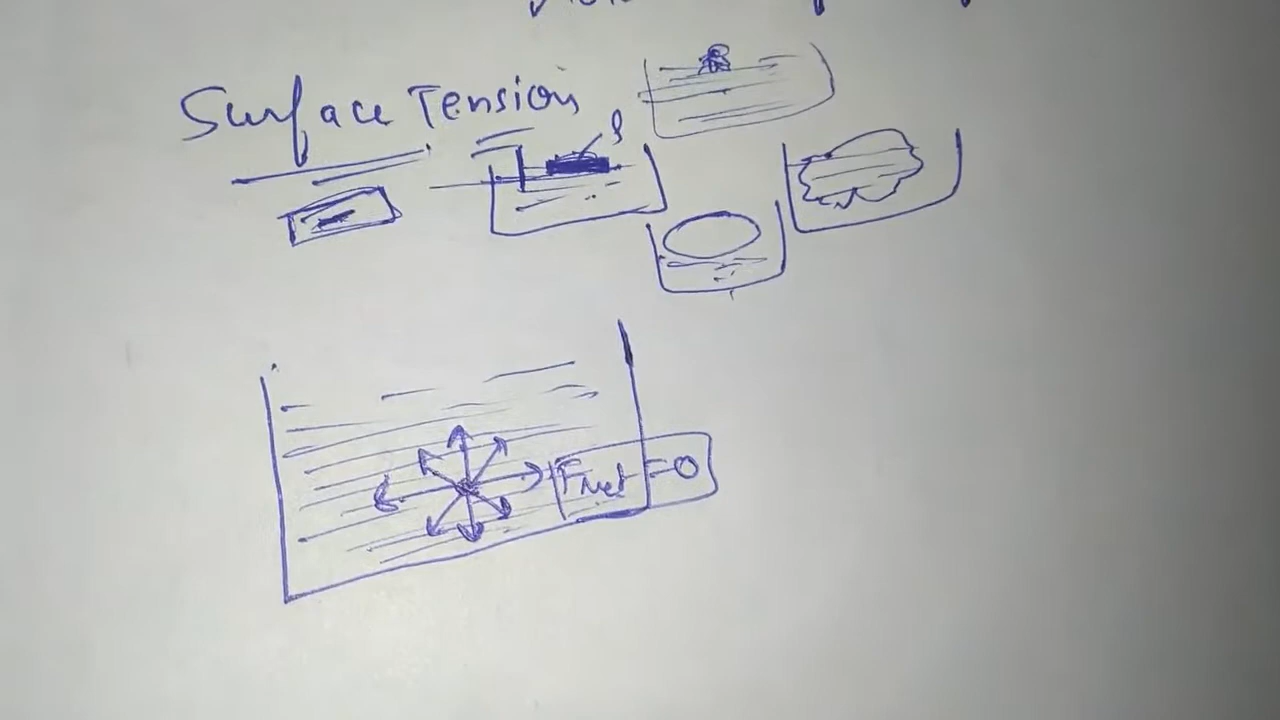 Surface Tension
Fnet = 0